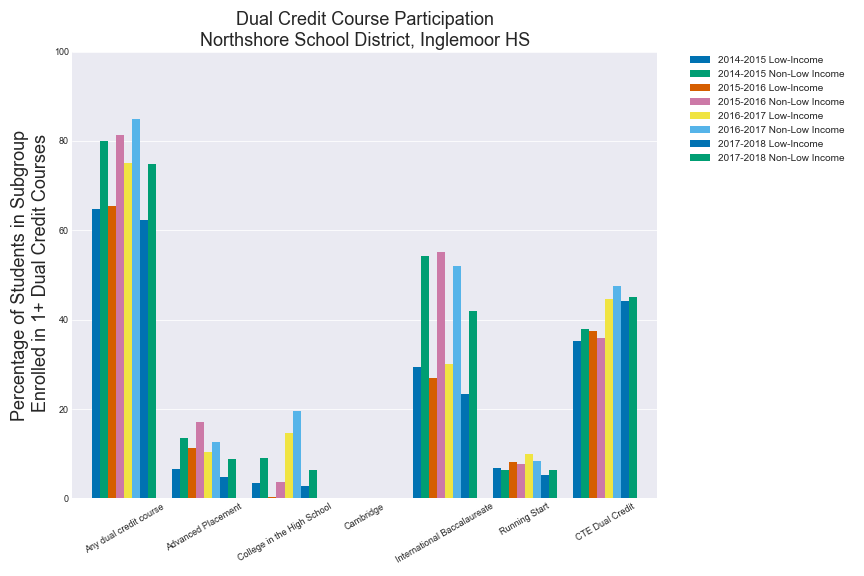 Dual Credit Course Participation
Northshore School District, Inglemoor HS
Percentage of Students in Subgroup
Enrolled in 1+ Dual Credit Courses
100
80
60
40
20
0
Any dual credit course
Advanced Placement
College in the High School
Cambridge
International Baccalaureate
Running Start
CTE Dual Credit
2014-2015 Low-Income
2014-2015 Non-Low Income
2015-2016 Low-Income
2015-2016 Non-Low Income
2016-2017 Low-Income
2016-2017 Non-Low Income
2017-2018 Low-Income
2017-2018 Non-Low Income